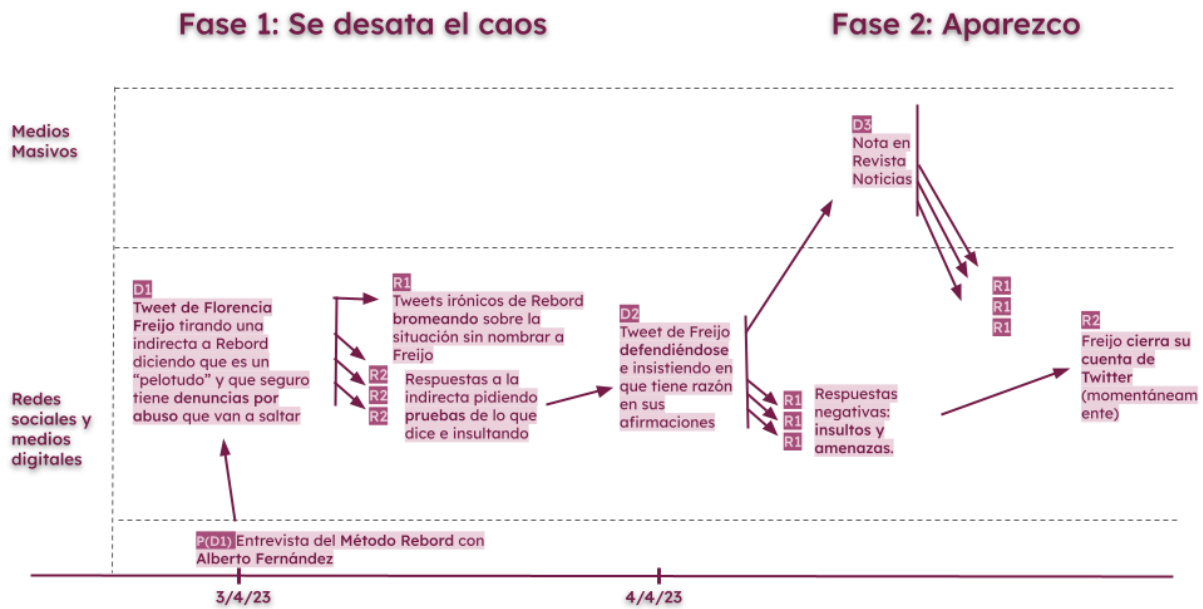 Fase 1: Se desata el caos
Fase 2: Aparezco
Medios
Masivos
D3
Nota en
Revista
Noticias
Redes
sociales y
medios
digitales
D1
Tweet de Florencia
Freijo tirando una
indirecta a Rebord
diciendo que es un
“pelotudo” y que seguro
tiene denuncias por
abuso que van a saltar
R1
Tweets irónicos de Rebord
bromeando sobre la
situación sin nombrar a
Freijo
R2
R2
R2
Respuestas a la
indirecta pidiendo
pruebas de lo que
dice e insultando
D2
Tweet de Freijo
defendiéndose
e insistiendo en
que tiene razón
en sus
afirmaciones
R1
R1
R1
Respuestas
negativas:
insultos y
amenazas.
R1
R1
R1
R2
Freijo cierra su
cuenta de
Twitter
(momentáneam
ente)
P(D1) Entrevista del Método Rebord con
Alberto Fernández
3/4/23
4/4/23